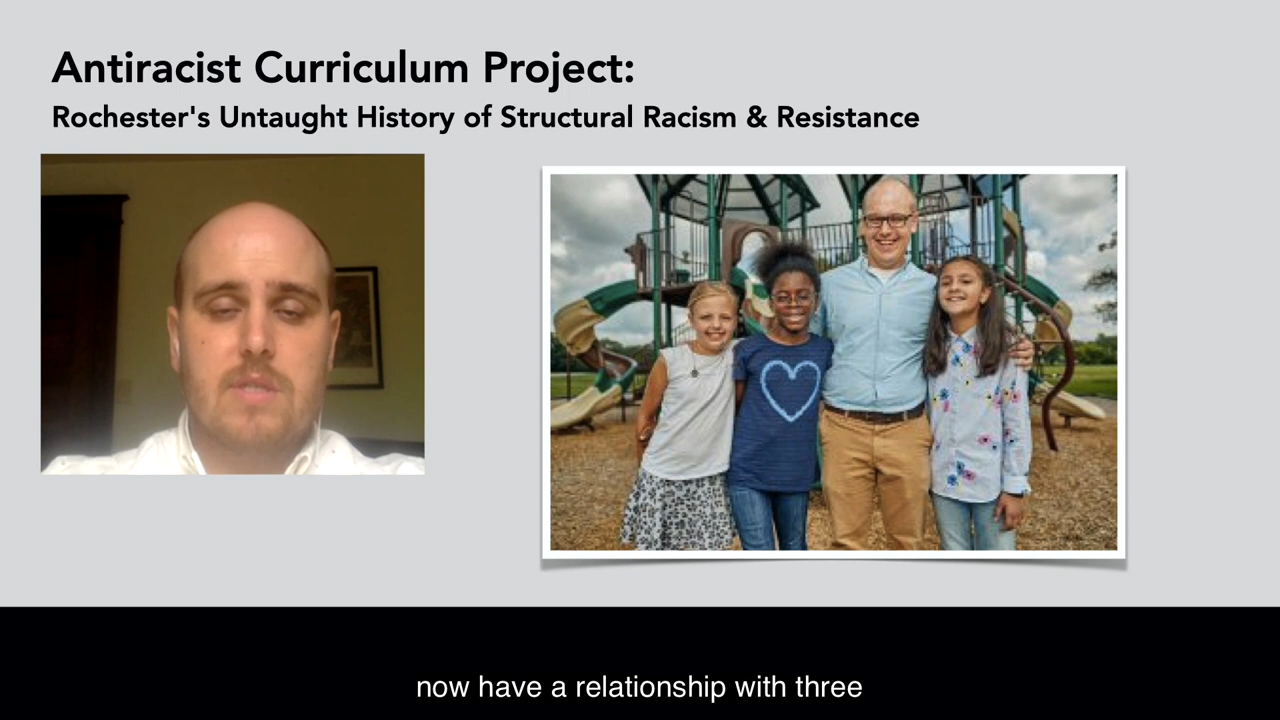 Antiracist Curriculum Project:
Rochester's Untaught History of Structural Racism & Resistance
now have a relationship with three